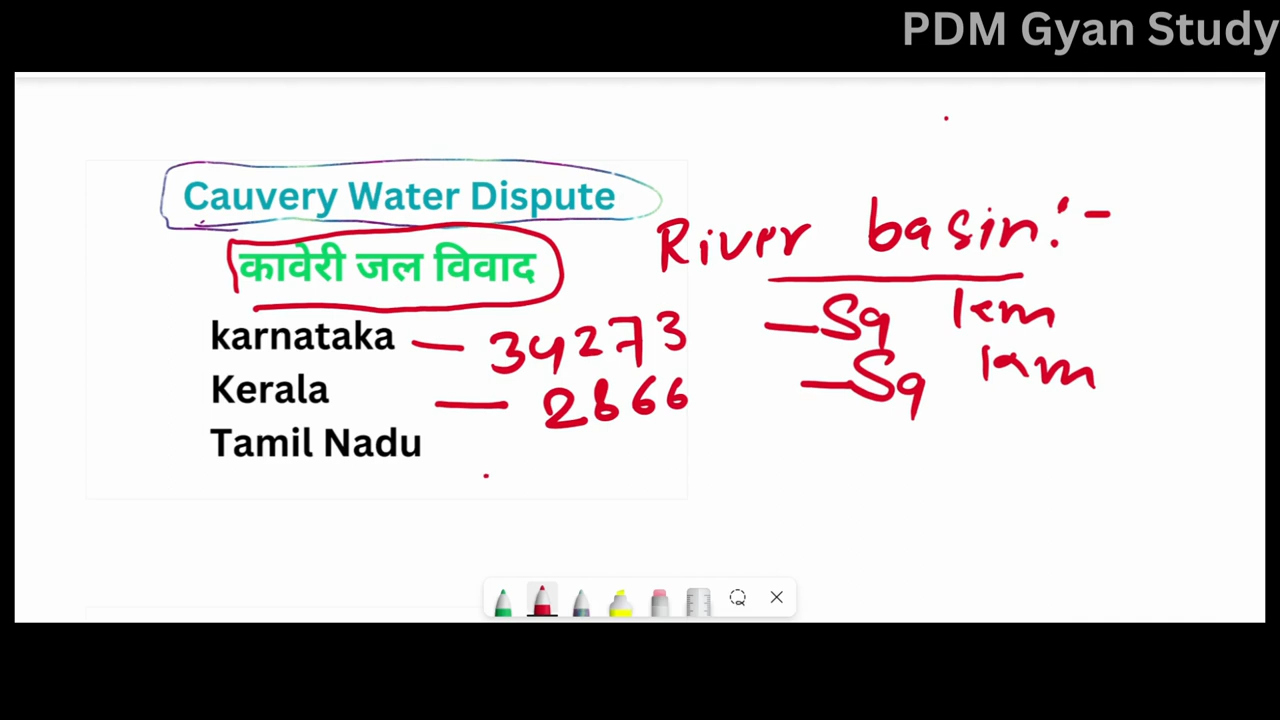 PDM Gyan Study
Cauvery Water Dispute
कावेरी जल विवाद
River basin:-
karnataka — 34273 — Sq km
Kerala — 2866 — Sq km
Tamil Nadu